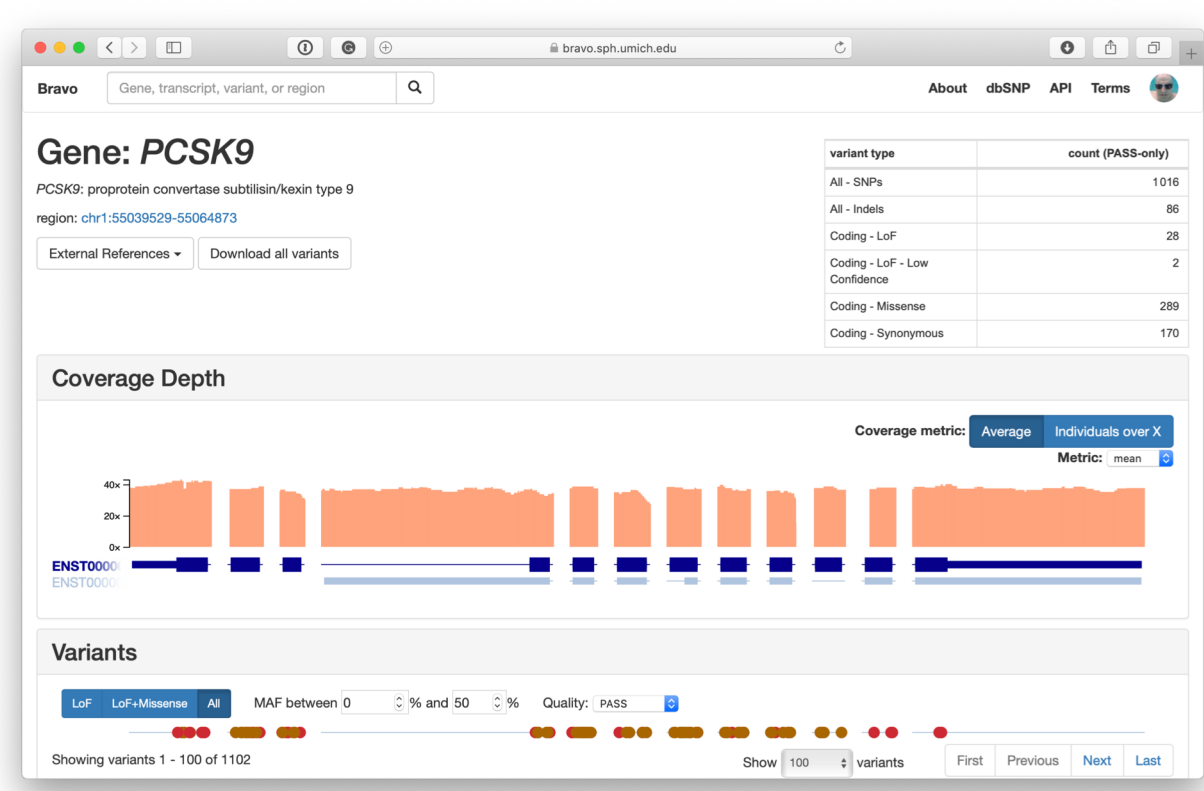 bravo.sph.umich.edu
Bravo
Gene, transcript, variant, or region
About dbSNP API Terms
Gene: PCSK9
PCSK9: proprotein convertase subtilisin/kexin type 9
region: chr1:55039529-55064873
External References
Download all variants
variant type count (PASS-only)
All - SNPs 1016
All - Indels 86
Coding - LoF 28
Coding - LoF - Low 2
Confidence
Coding - Missense 289
Coding - Synonymous 170
Coverage Depth
Coverage metric: Average Individuals over X
Metric: mean
40x
20x
0x
ENST0000
ENST0000
Variants
LoF LoF+Missense All MAF between 0 % and 50 % Quality: PASS
Showing variants 1 - 100 of 1102 Show 100 variants First Previous Next Last